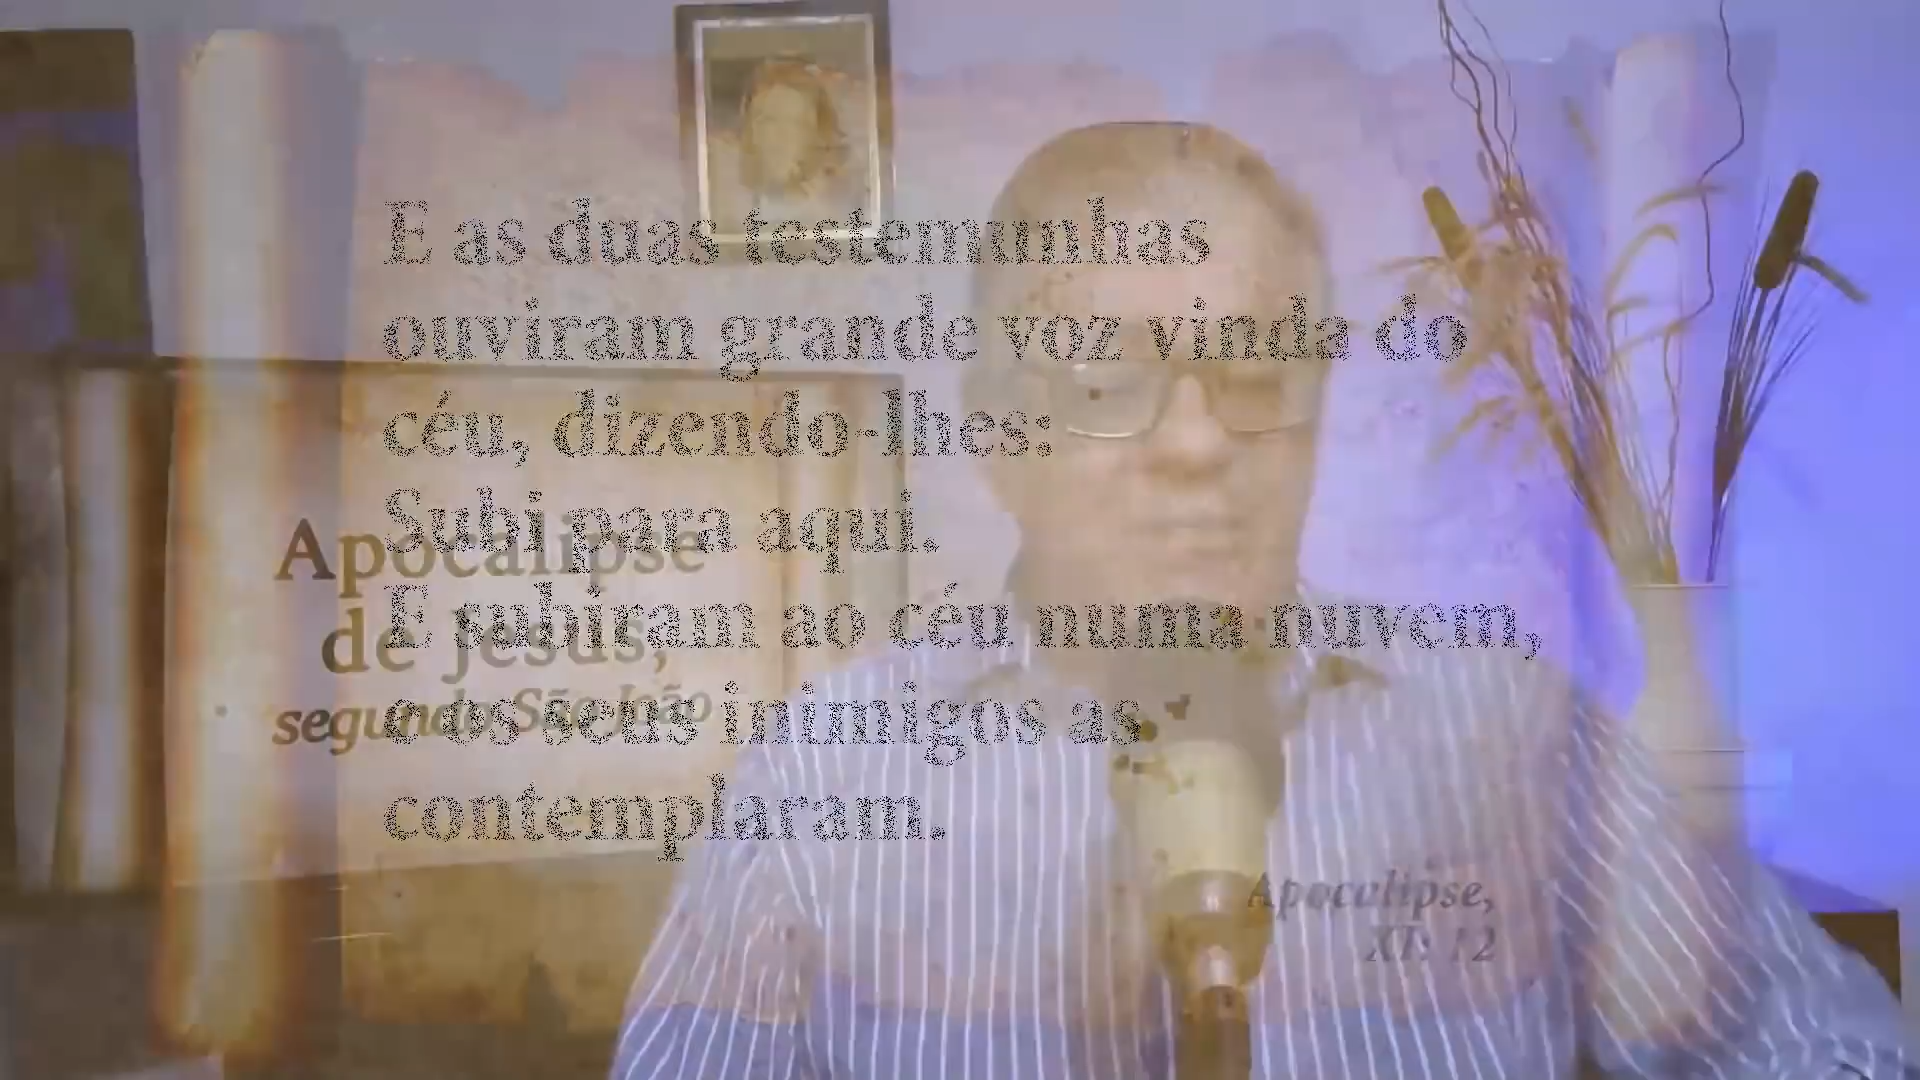 E as duas testemunhas
ouviram grande voz vinda do
céu, dizendo-lhes:
Subi para aqui.
E subiram ao céu numa nuvem,
e os seus inimigos as
contemplaram.
Apocalipse
de Jesus,
segundo São João
Apocalipse,
XI: 12